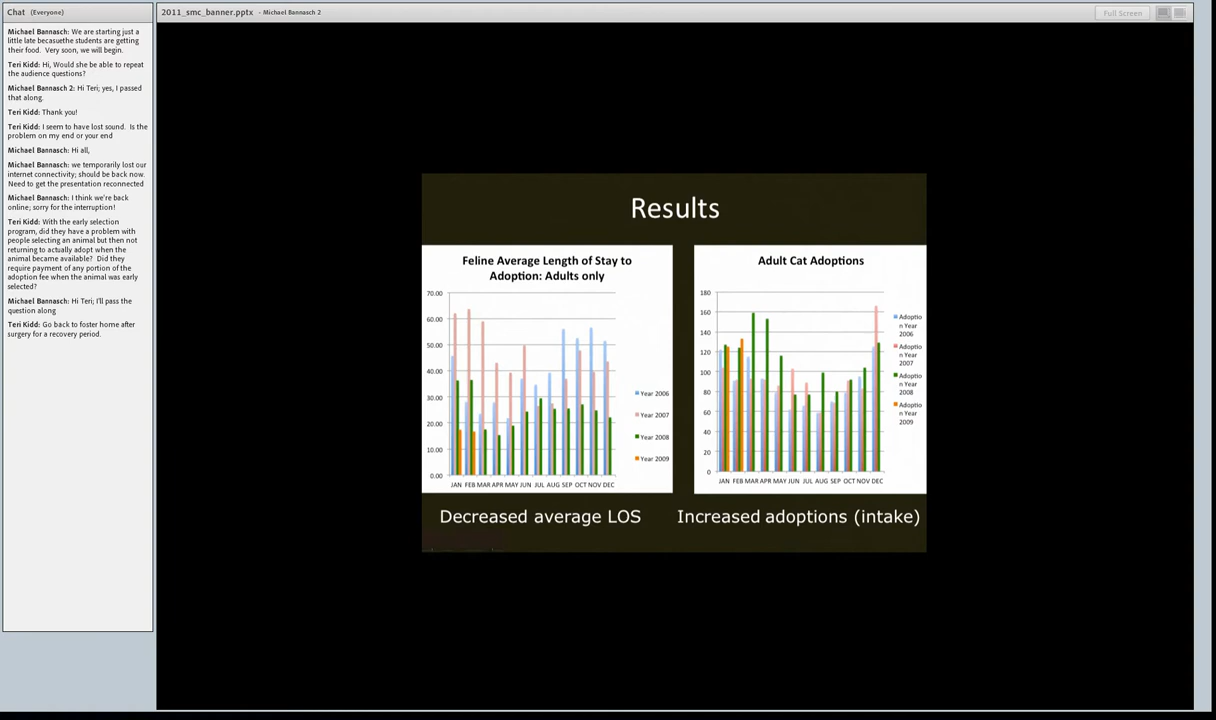 Chat (Everyone)
Michael Bannasch: We are starting just a
little late becasuethe students are getting
their food. Very soon, we will begin.
Teri Kidd: Hi, Would she be able to repeat
the audience questions?
Michael Bannasch 2: Hi Teri; yes, I passed
that along.
Teri Kidd: Thank you!
Teri Kidd: I seem to have lost sound. Is the
problem on my end or your end
Michael Bannasch: Hi all,
Michael Bannasch: we temporarily lost our
internet connectivity; should be back now.
Need to get the presentation reconnected
Michael Bannasch: I think we're back
online; sorry for the interruption!
Teri Kidd: With the early selection
program, did they have a problem with
people selecting an animal but then not
returning to actually adopt when the
animal became available? Did they
require payment of any portion of the
adoption fee when the animal was early
selected?
Michael Bannasch: Hi Teri; I'll pass the
question along
Teri Kidd: Go back to foster home after
surgery for a recovery period.
2011_smc_banner.pptx - Michael Bannasch 2
Full Screen
Results
Feline Average Length of Stay to
Adoption: Adults only
70.00
60.00
50.00
40.00
30.00
20.00
10.00
0.00
JAN FEB MAR APR MAY JUN JUL AUG SEP OCT NOV DEC
Year 2006
Year 2007
Year 2008
Year 2009
Adult Cat Adoptions
180
160
140
120
100
80
60
40
20
0
JAN FEB MAR APR MAY JUN JUL AUG SEP OCT NOV DEC
Adoptio
n Year
2006
Adoptio
n Year
2007
Adoptio
n Year
2008
Adoptio
n Year
2009
Decreased average LOS
Increased adoptions (intake)